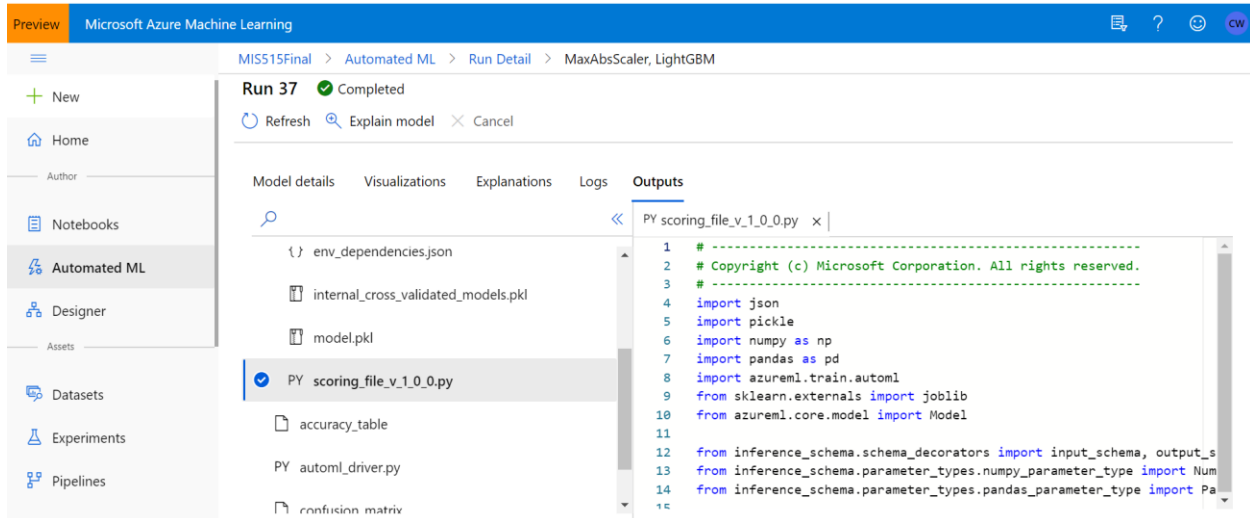 Preview Microsoft Azure Machine Learning CW
MIS515Final > Automated ML > Run Detail > MaxAbsScaler, LightGBM
Run 37 Completed
Refresh Explain model Cancel
New
Home
Author
Notebooks
Automated ML
Designer
Assets
Datasets
Experiments
Pipelines
Model details Visualizations Explanations Logs Outputs
{} env_dependencies.json
internal_cross_validated_models.pkl
model.pkl
PY scoring_file_v_1_0_0.py
accuracy_table
PY automl_driver.py
confusion_matrix
PY scoring_file_v_1_0_0.py ×
1 # ----------------------------------------------------------
2 # Copyright (c) Microsoft Corporation. All rights reserved.
3 # ----------------------------------------------------------
4 import json
5 import pickle
6 import numpy as np
7 import pandas as pd
8 import azureml.train.automl
9 from sklearn.externals import joblib
10 from azureml.core.model import Model
11
12 from inference_schema.schema_decorators import input_schema, output_s
13 from inference_schema.parameter_types.numpy_parameter_type import Num
14 from inference_schema.parameter_types.pandas_parameter_type import Pa
15